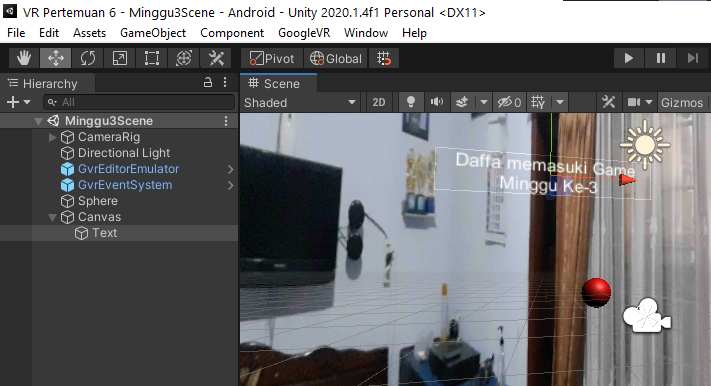 VR Pertemuan 6 - Minggu3Scene - Android - Unity 2020.1.4f1 Personal <DX11>
File Edit Assets GameObject Component GoogleVR Window Help
Pivot Global
Hierarchy
All
Minggu3Scene
CameraRig
Directional Light
GvrEditorEmulator
GvrEventSystem
Sphere
Canvas
Text
Scene
Shaded 2D 0 Gizmos
Daffa memasuki Game
Minggu Ke-3